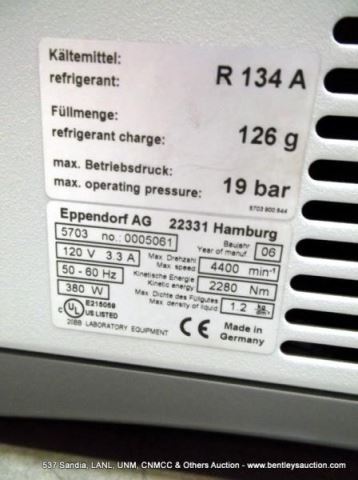 Kältemittel:
refrigerant: R 134 A
Füllmenge:
refrigerant charge: 126 g
max. Betriebsdruck:
max. operating pressure: 19 bar
5703 900.644
Eppendorf AG 22331 Hamburg
5703 no.: 0005061 Baujahr Year of manuf. 06
120 V 3.3 A Max. Drehzahl Max. speed 4400 min⁻¹
50 - 60 Hz Kinetische Energie Kinetic energy 2280 Nm
380 W Max. Dichte des Füllgutes Max. density of liquid 1.2 kg/dm³
c UL US LISTED E215059
20BB LABORATORY EQUIPMENT CE Made in Germany
537 Sandia, LANL, UNM, CNMCC & Others Auction - www.bentleysauction.com